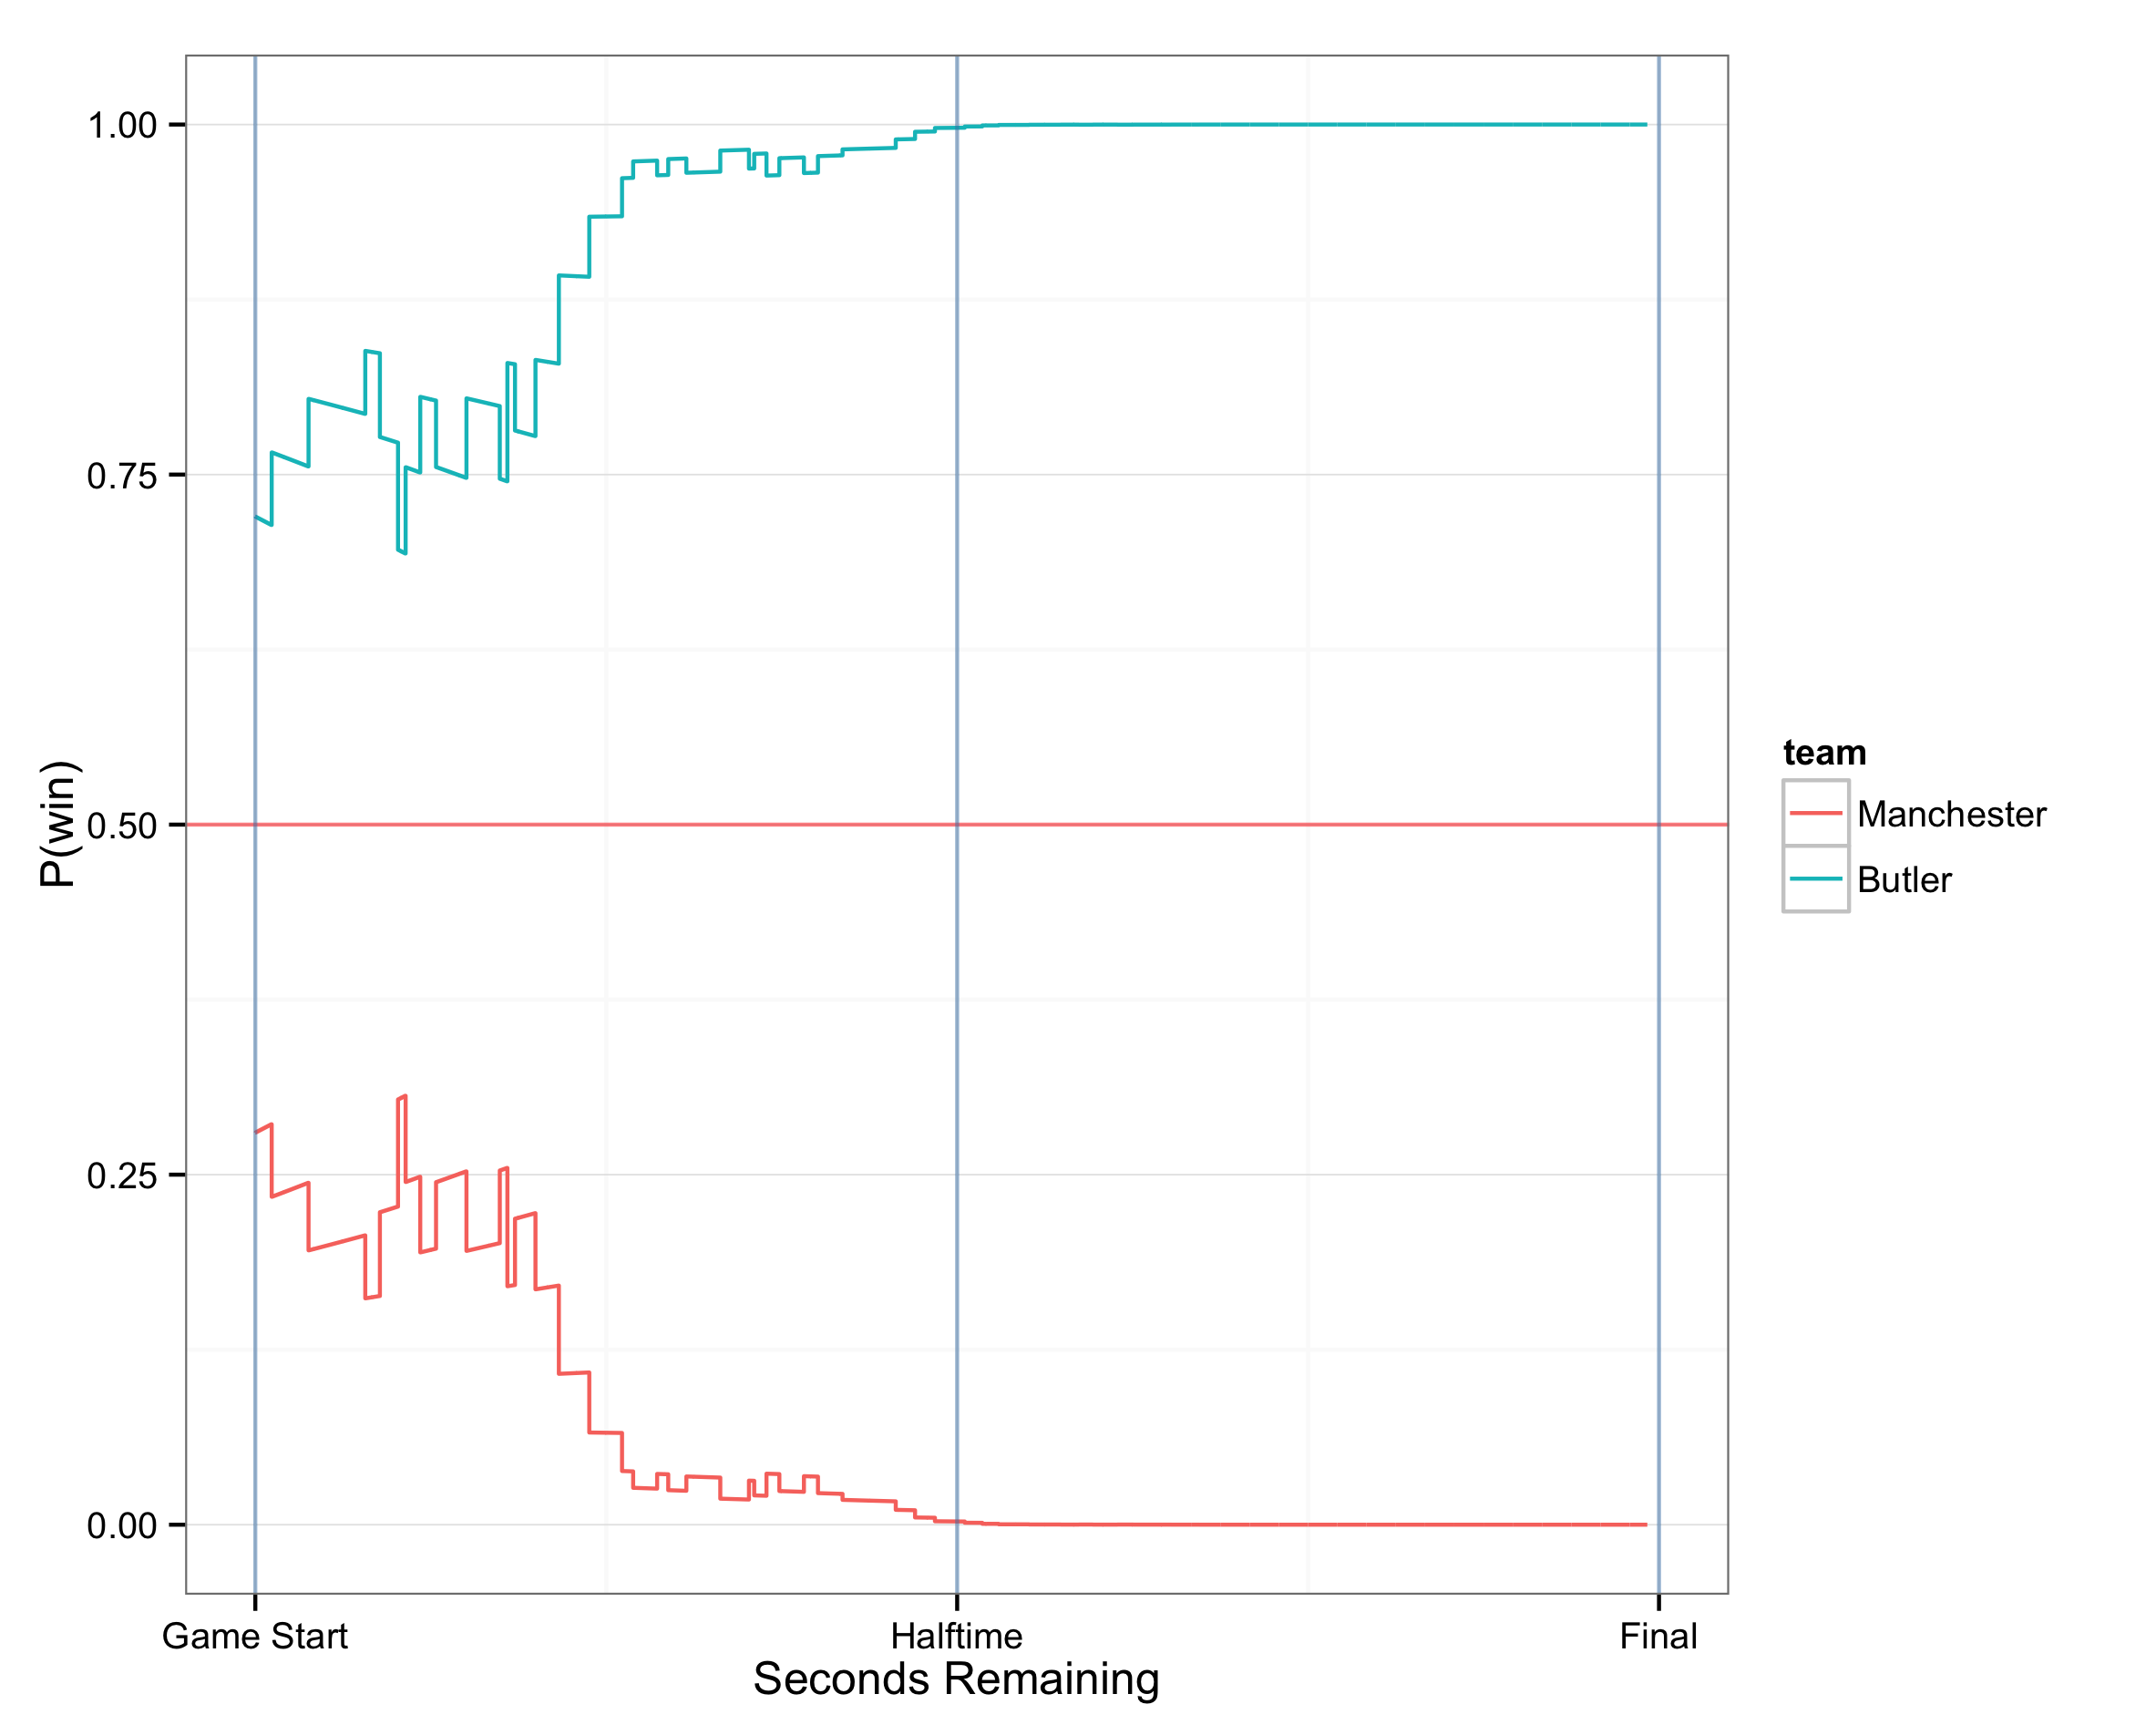 1.00
0.75
0.50
0.25
0.00
P(win)
Game Start
Halftime
Final
Seconds Remaining
team
Manchester
Butler